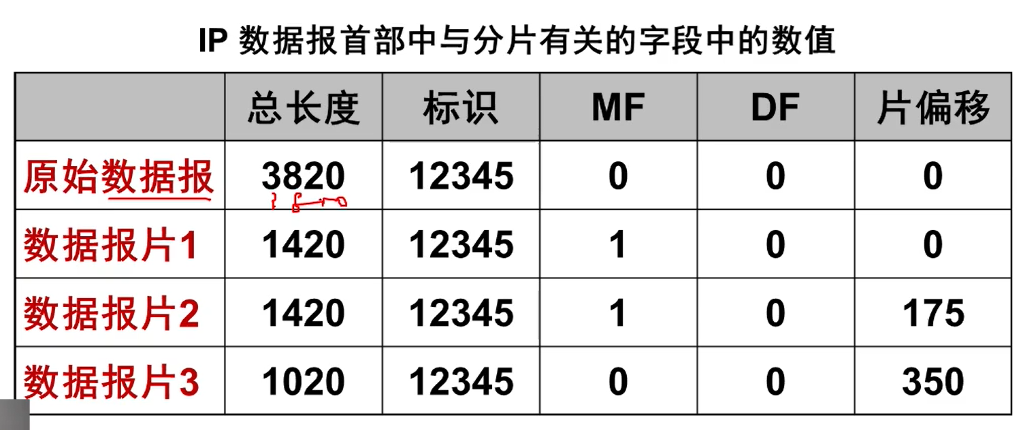 IP 数据报首部中与分片有关的字段中的数值
总长度 标识 MF DF 片偏移
原始数据报 3820 12345 0 0 0
数据报片1 1420 12345 1 0 0
数据报片2 1420 12345 1 0 175
数据报片3 1020 12345 0 0 350